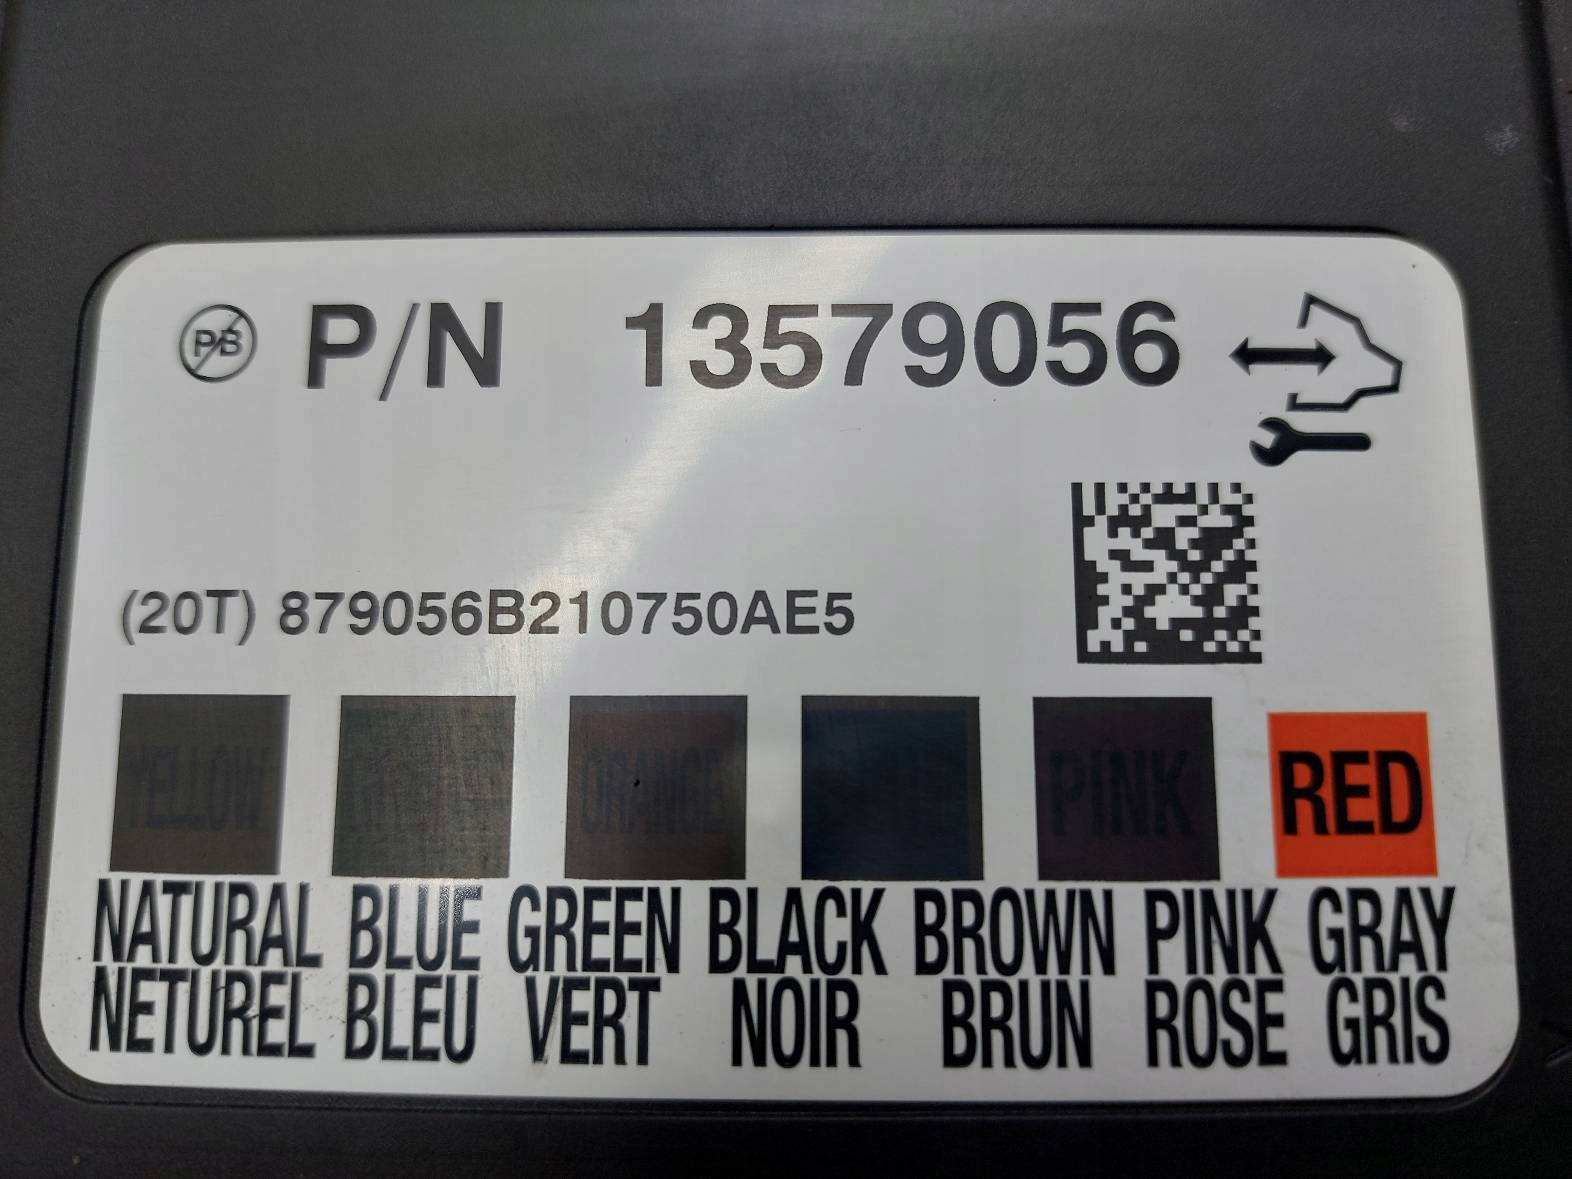 PB P/N 13579056
(20T) 879056B210750AE5
YELLOW ORANGE PINK RED
NATURAL BLUE GREEN BLACK BROWN PINK GRAY
NETUREL BLEU VERT NOIR BRUN ROSE GRIS